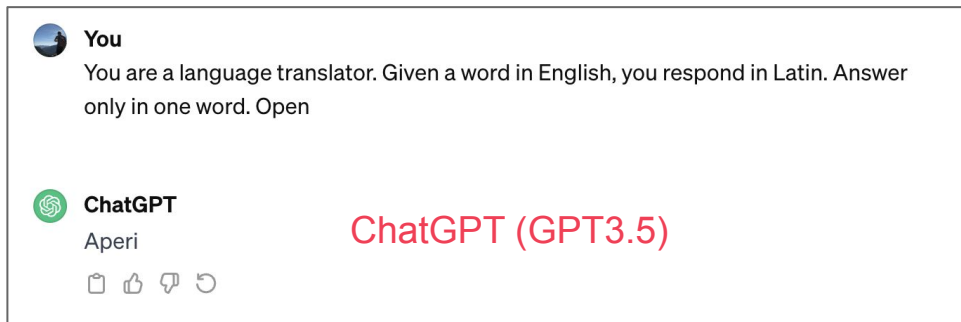 You
You are a language translator. Given a word in English, you respond in Latin. Answer
only in one word. Open
ChatGPT
Aperi
ChatGPT (GPT3.5)